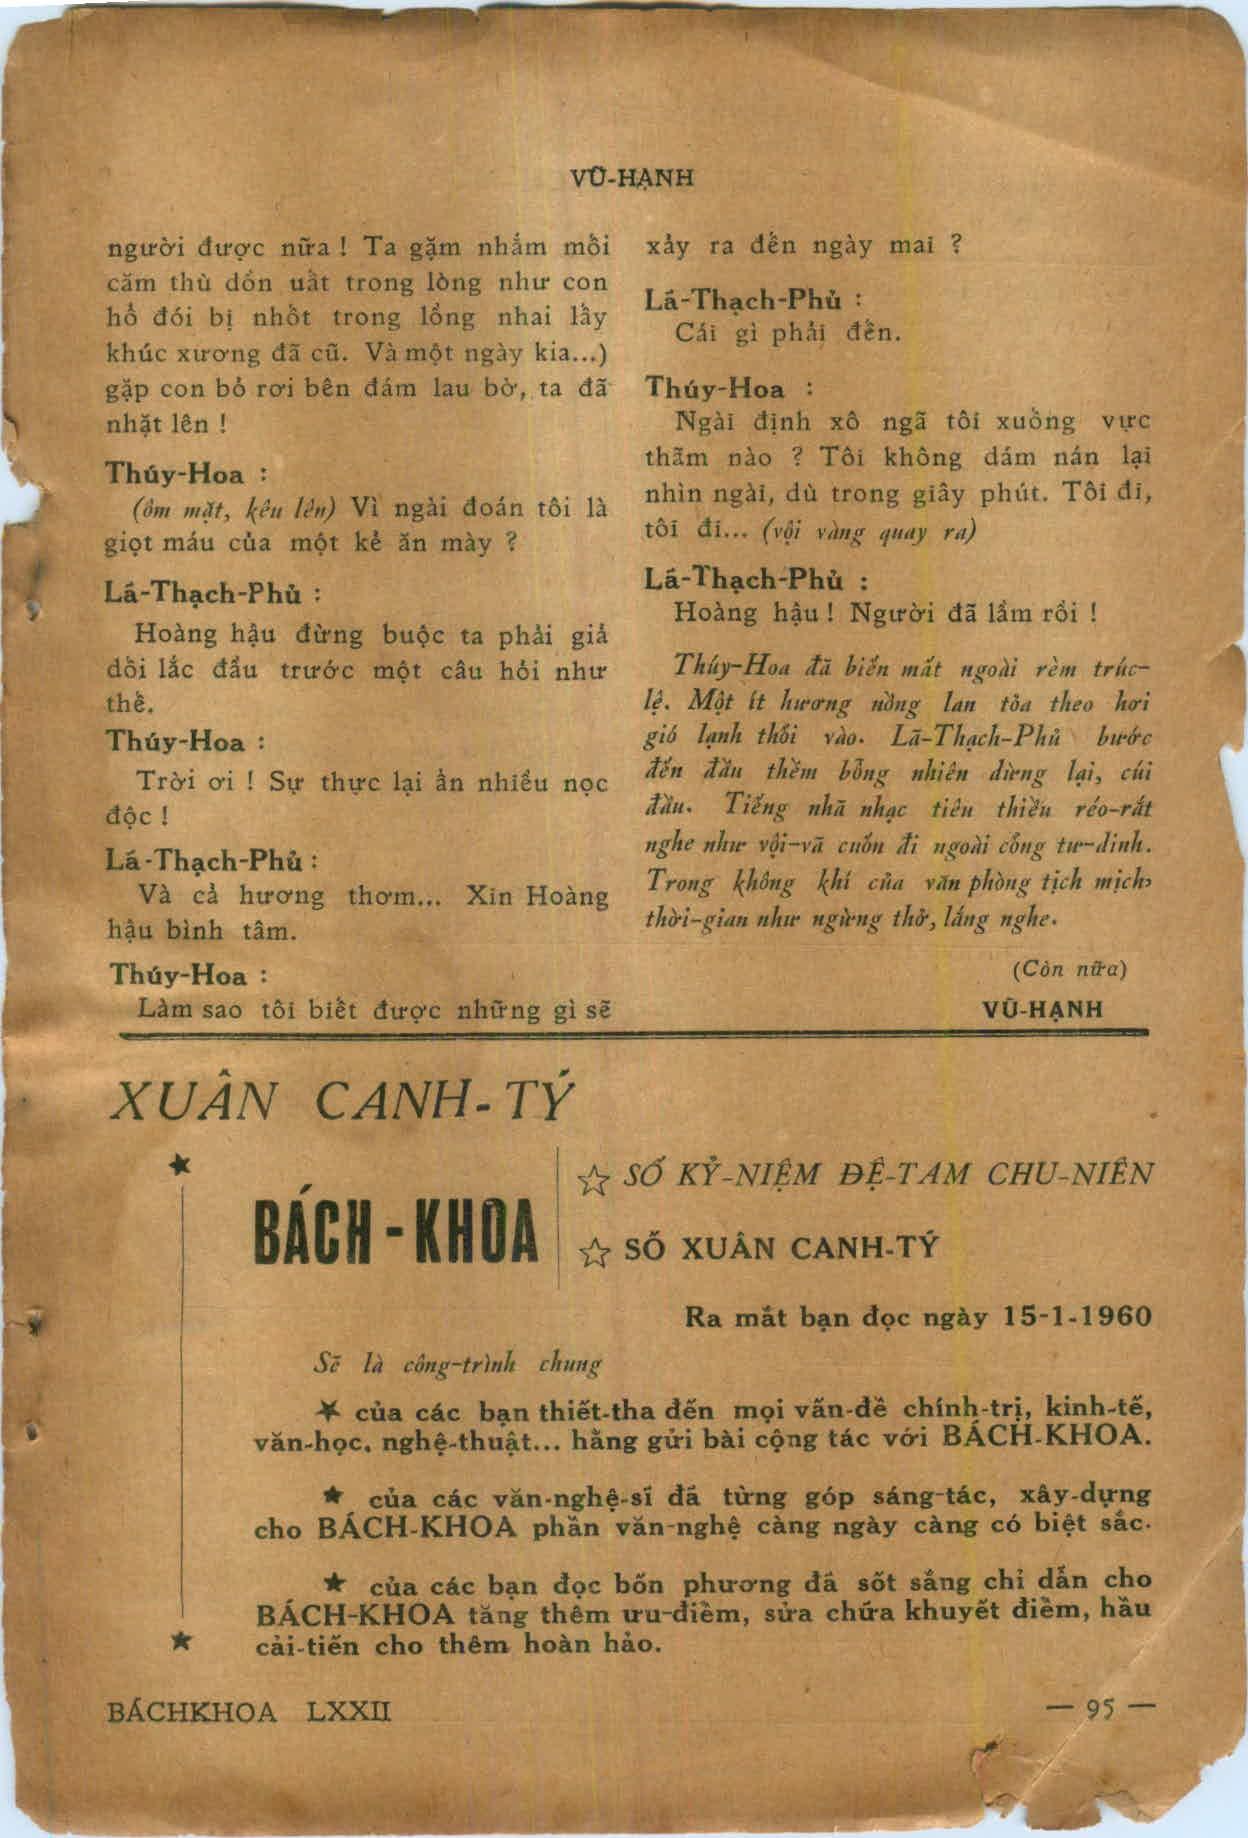 VŨ-HẠNH
người được nữa ! Ta gặm nhắm mối
căm thù dồn uất trong lòng như con
hổ đói bị nhốt trong lồng nhai lấy
khúc xương đã cũ. Và một ngày kia...)
gặp con bỏ rơi bên đám lau bờ, ta đã
nhặt lên !
Thúy-Hoa :
(ôm mặt, kêu lên) Vì ngài đoán tôi là
giọt máu của một kẻ ăn mày ?
Lã-Thạch-Phủ :
Hoàng hậu đừng buộc ta phải giả
dối lắc đầu trước một câu hỏi như
thế.
Thúy-Hoa :
Trời ơi ! Sự thực lại ẩn nhiều nọc
độc !
Lã-Thạch-Phủ :
Và cả hương thơm... Xin Hoàng
hậu bình tâm.
Thúy-Hoa :
Làm sao tôi biết được những gì sẽ
xảy ra đến ngày mai ?
Lã-Thạch-Phủ :
Cái gì phải đến.
Thúy-Hoa :
Ngài định xô ngã tôi xuống vực
thẳm nào ? Tôi không dám nán lại
nhìn ngài, dù trong giây phút. Tôi đi,
tôi đi... (vội vàng quay ra)
Lã-Thạch-Phủ :
Hoàng hậu ! Người đã lầm rồi !
Thúy-Hoa đã biến mất ngoài rèm trúc-
lệ. Một ít hương nồng lan tỏa theo hơi
gió lạnh thổi vào. Lã-Thạch-Phủ bước
đến đầu thềm bỗng nhiên dừng lại, cúi
đầu. Tiếng nhã nhạc tiêu thiều réo-rắt
nghe như vội-vã cuốn đi ngoài cổng tư-dinh.
Trong không khí của văn phòng tịch mịch,
thời-gian như ngừng thở, lắng nghe.
(Còn nữa)
VŨ-HẠNH
XUÂN CANH-TÝ
BÁCH-KHOA
SỐ KỶ-NIỆM ĐỆ-TAM CHU-NIÊN
SỐ XUÂN CANH-TÝ
Ra mắt bạn đọc ngày 15-1-1960
Sẽ là công-trình chung
★ của các bạn thiết-tha đến mọi vấn-đề chính-trị, kinh-tế,
văn-học, nghệ-thuật... hằng gửi bài cộng tác với BÁCH-KHOA.
★ của các văn-nghệ-sĩ đã từng góp sáng-tác, xây-dựng
cho BÁCH-KHOA phần văn-nghệ càng ngày càng có biệt sắc.
★ của các bạn đọc bốn phương đã sốt sắng chỉ dẫn cho
BÁCH-KHOA tăng thêm ưu-điểm, sửa chữa khuyết điểm, hầu
cải-tiến cho thêm hoàn hảo.
BÁCHKHOA LXXII
— 95 —